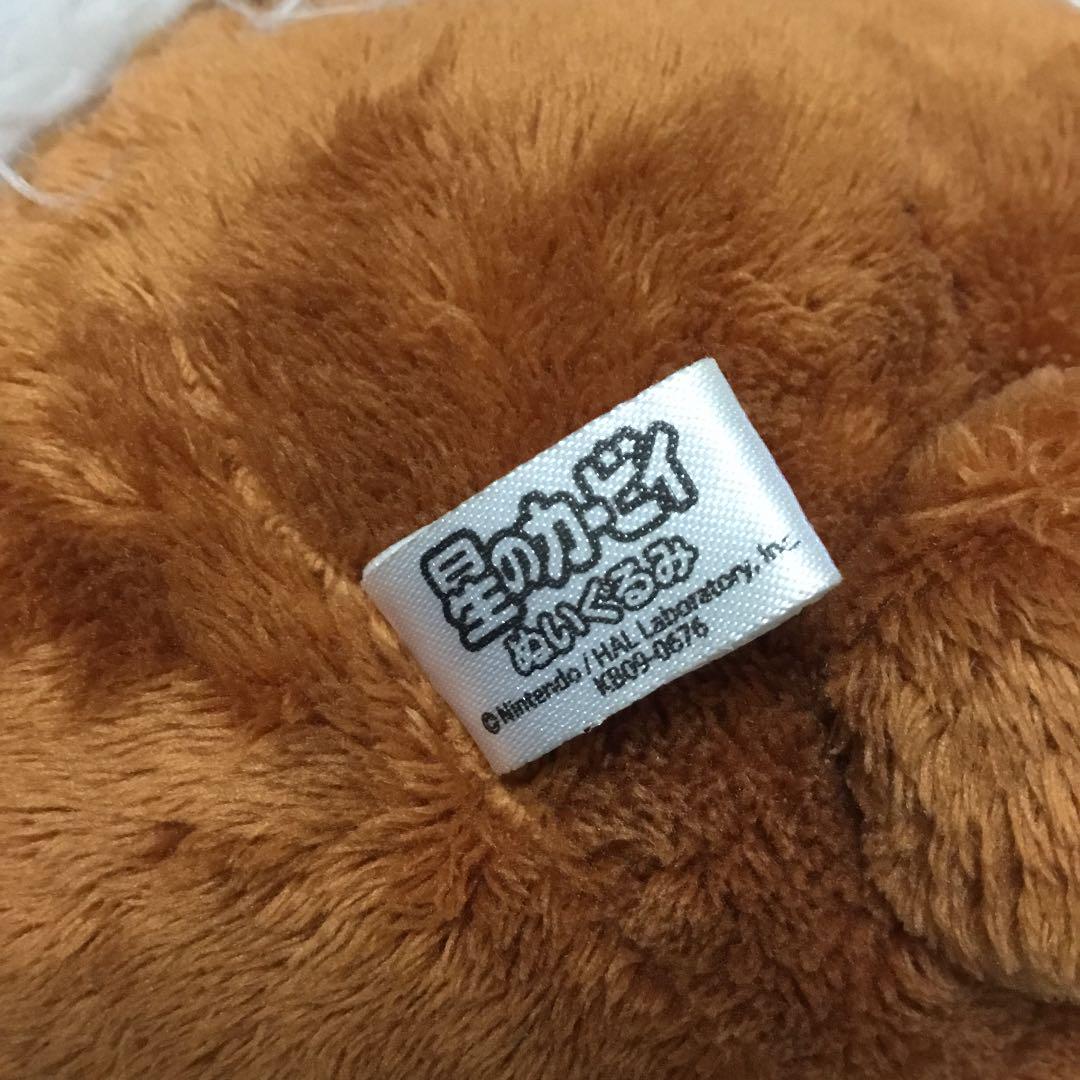 星のカービィ
ぬいぐるみ
©Nintendo / HAL Laboratory, Inc.
KB09-0676